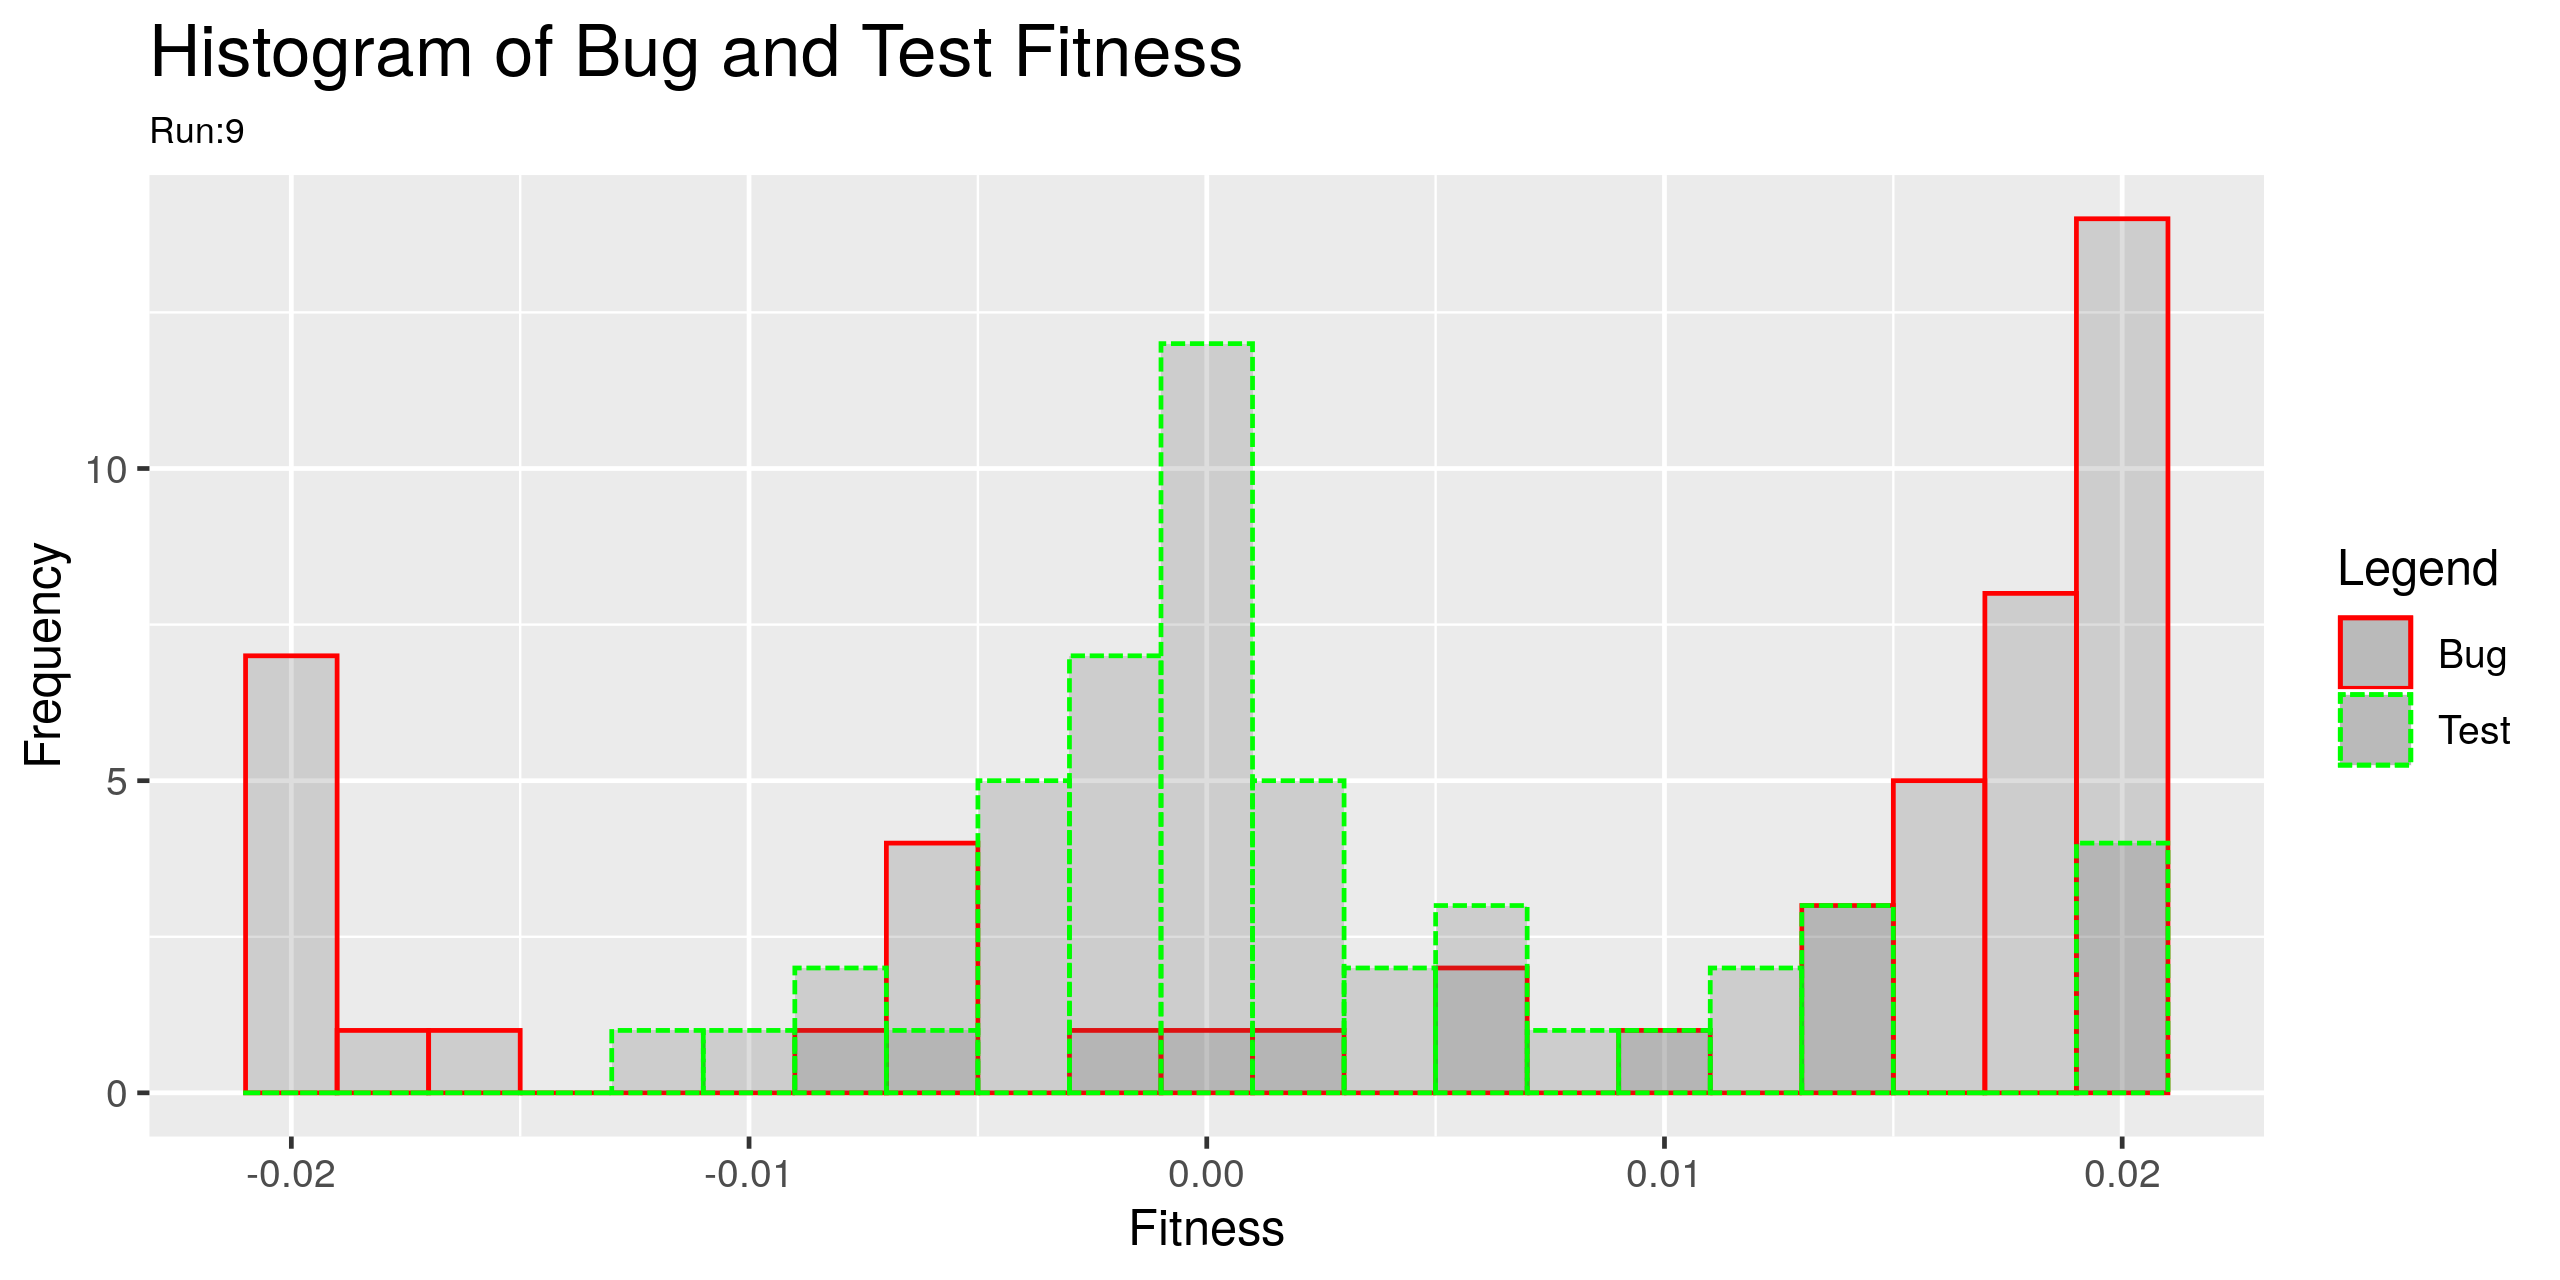 Histogram of Bug and Test Fitness
Run:9
Frequency
10
5
0
-0.02
-0.01
0.00
0.01
0.02
Fitness
Legend
Bug
Test